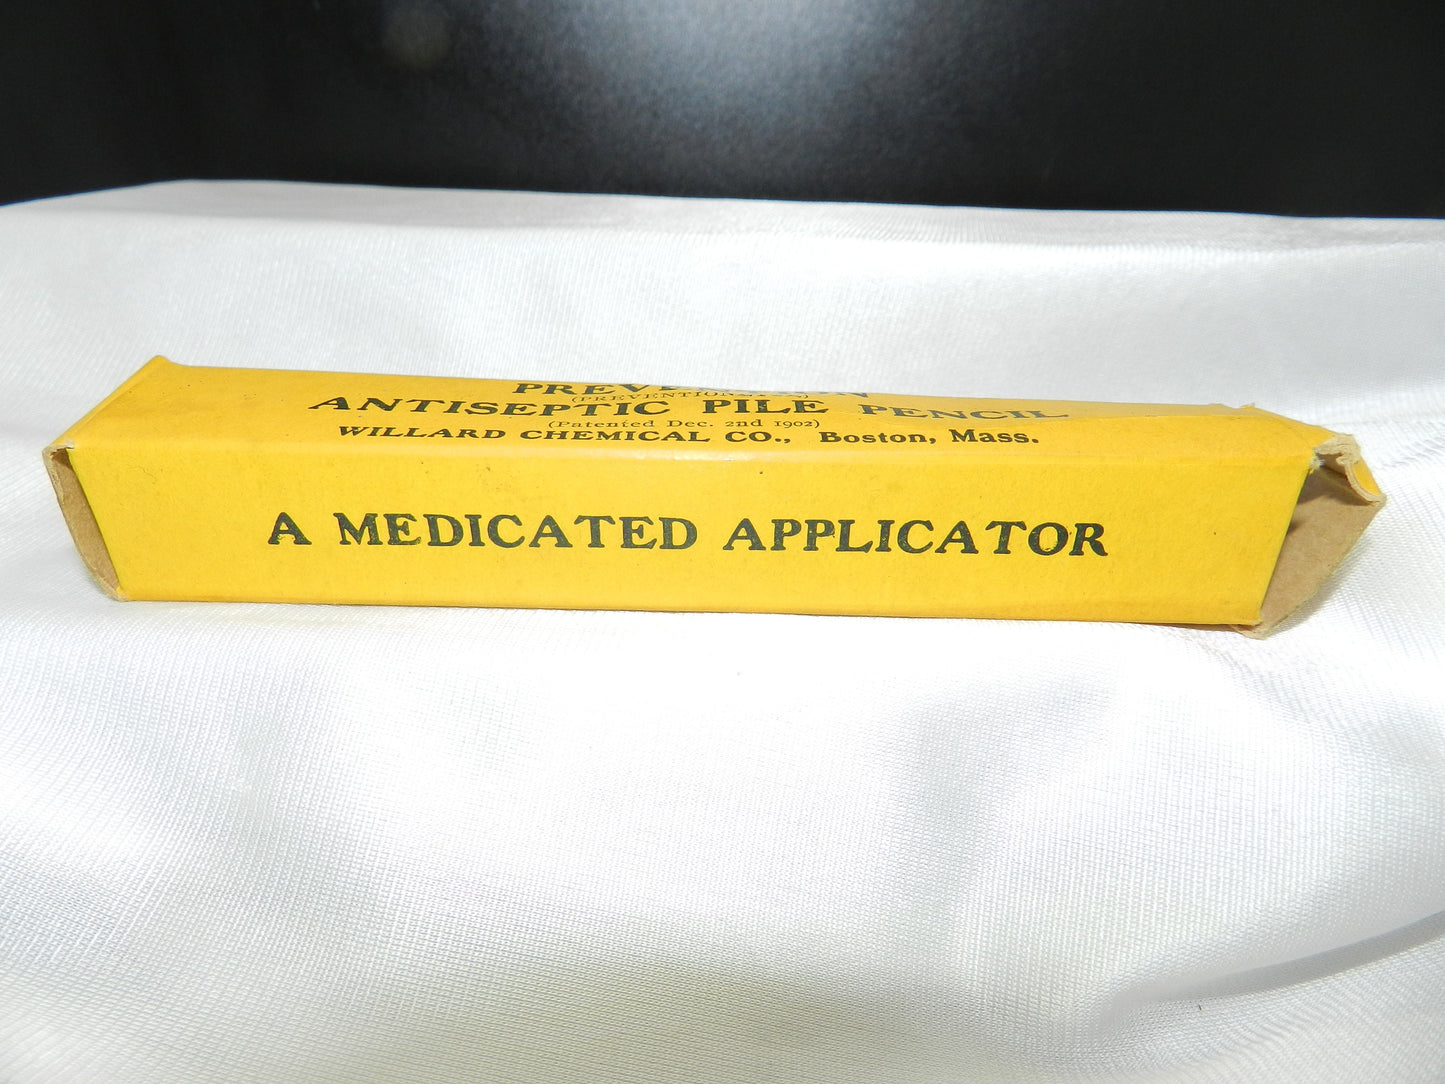 ANTISEPTIC PILE PENCIL
(Patented Dec. 2nd 1902)
WILLARD CHEMICAL CO., Boston, Mass.
A MEDICATED APPLICATOR